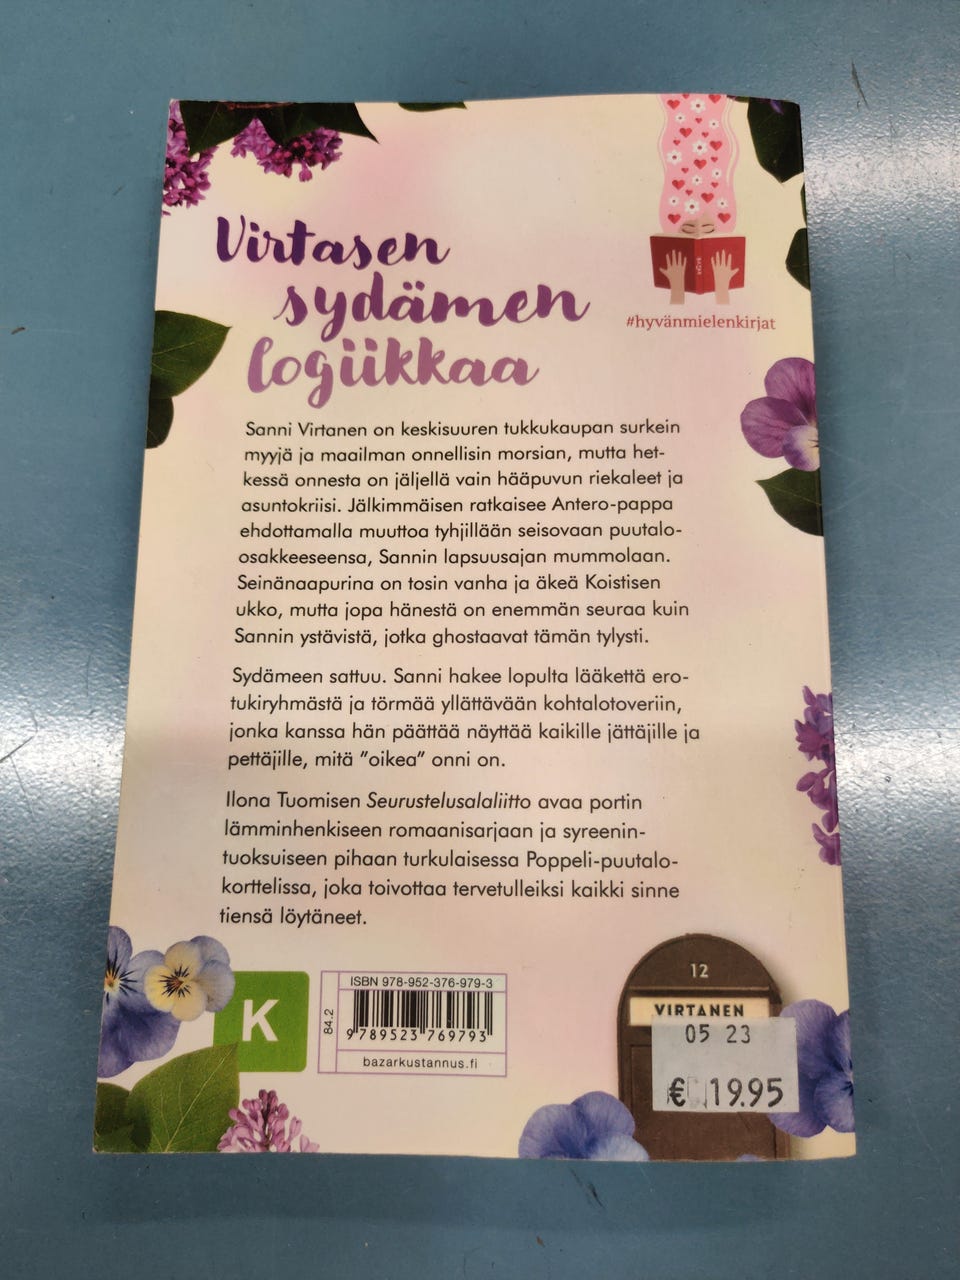 Virtasen
sydämen
logiikkaa
#hyvänmielenkirjat
Sanni Virtanen on keskisuuren tukkukaupan surkein
myyjä ja maailman onnellisin morsian, mutta het-
kessä onnesta on jäljellä vain hääpuvun riekaleet ja
asuntokriisi. Jälkimmäisen ratkaisee Antero-pappa
ehdottamalla muuttoa tyhjillään seisovaan puutalo-
osakkeeseensa, Sannin lapsuusajan mummolaan.
Seinänaapurina on tosin vanha ja äkeä Koistisen
ukko, mutta jopa hänestä on enemmän seuraa kuin
Sannin ystävistä, jotka ghostaavat tämän tylysti.
Sydämeen sattuu. Sanni hakee lopulta lääkettä ero-
tukiryhmästä ja törmää yllättävään kohtalotoveriin,
jonka kanssa hän päättää näyttää kaikille jättäjille ja
pettäjille, mitä ”oikea” onni on.
Ilona Tuomisen Seurustelusalaliitto avaa portin
lämminhenkiseen romaanisarjaan ja syreenin-
tuoksuiseen pihaan turkulaisessa Poppeli-puutalo-
korttelissa, joka toivottaa tervetulleiksi kaikki sinne
tiensä löytäneet.
K
84.2
ISBN 978-952-376-979-3
9 789523 769793
bazarkustannus.fi
12
VIRTANEN
05 23
€ 19.95